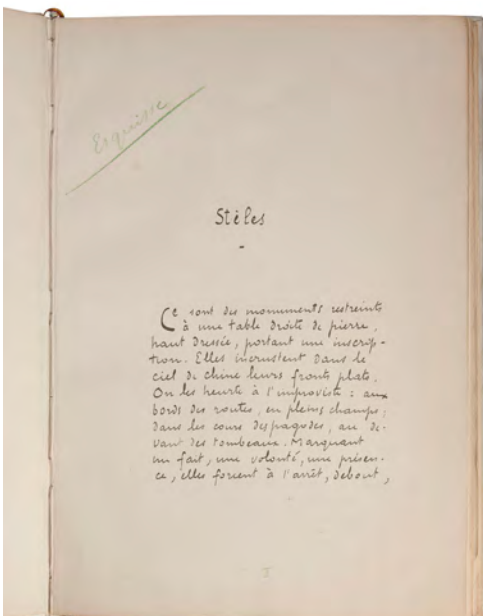 Esquisse
Stèles
-
Ce sont des monuments restreints
à une table droite de pierre,
haut dressée, portant une inscrip-
tion. Elles incrustent dans le
ciel de chine leurs fronts plats.
On les heurte à l'improviste : aux
bords des routes, en pleins champs,
dans les cours des pagodes, au de-
vant des tombeaux. Marquant
un fait, une volonté, une présen-
ce, elles forcent à l'arrêt, debout,